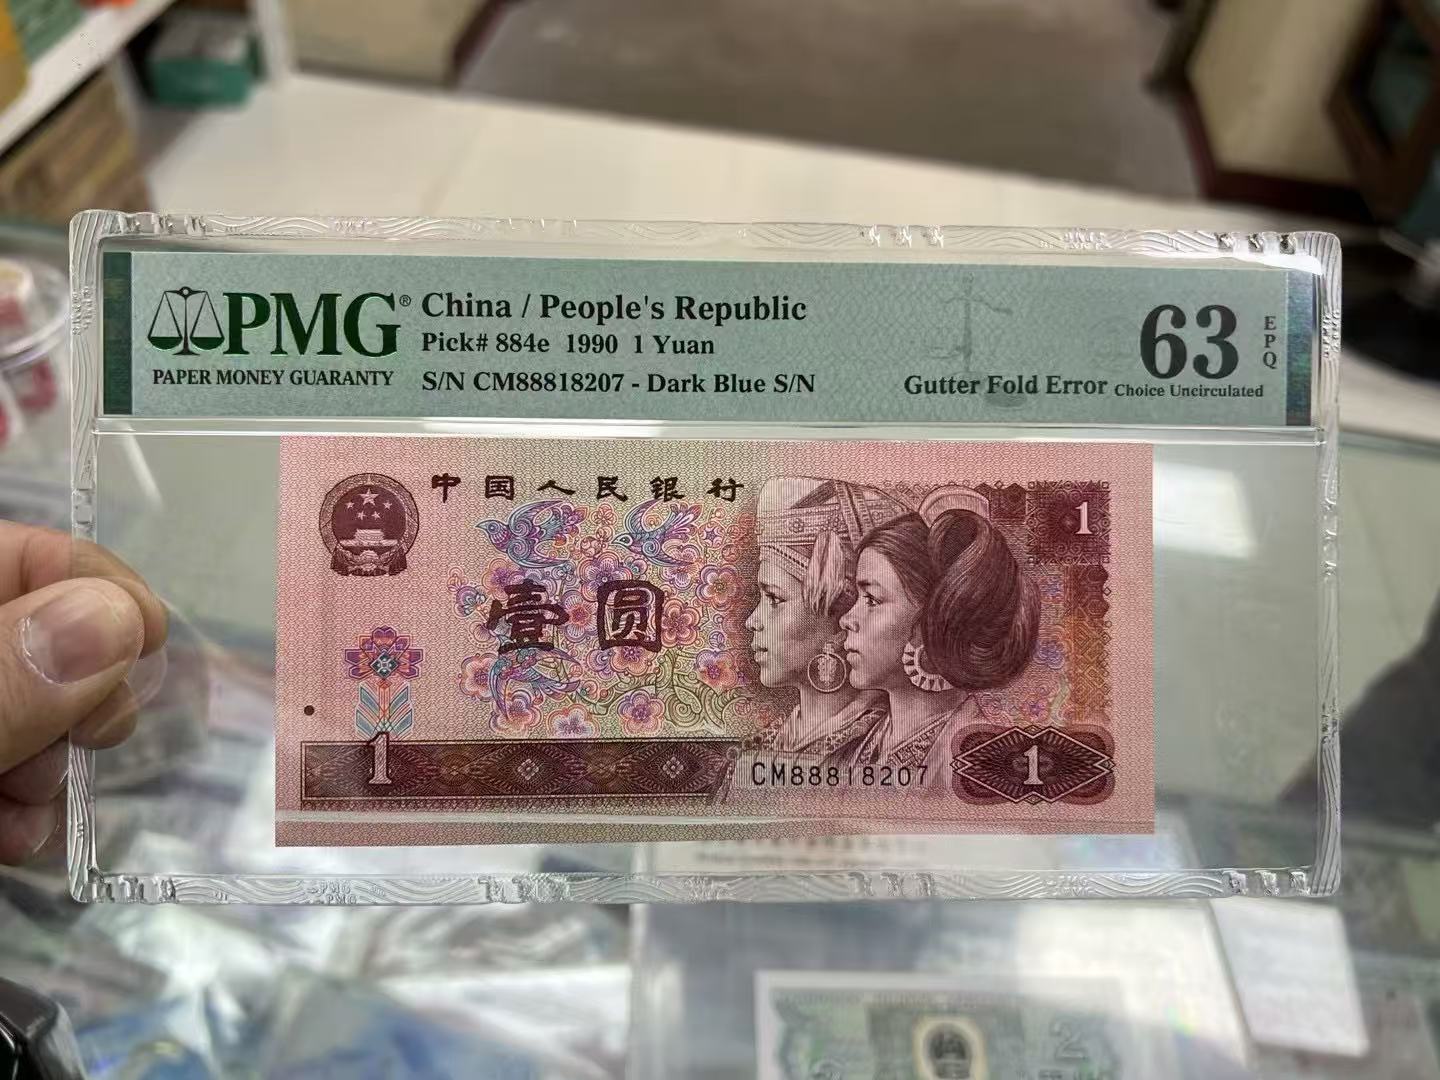 PMG®
PAPER MONEY GUARANTY
China / People's Republic
Pick# 884e 1990 1 Yuan
S/N CM88818207 - Dark Blue S/N
Gutter Fold Error
63
EPQ
Choice Uncirculated
中国人民银行
1
壹圆
1
CM88818207
1
2